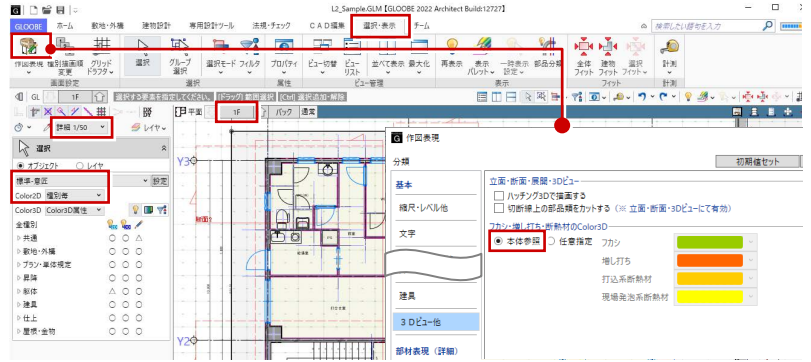 L2_Sample.GLM [GLOOBE 2022 Architect Build:12727]
GLOOBE ホーム 敷地・外構 建物設計 専用設計ツール 法規・チェック CAD編集 選択・表示 チーム 検索したい語句を入力
作図表現 種別描画順変更 グリッドドラフタ 選択 グループ選択 選択モード フィルタ プロパティ ビュー切替 ビューリスト 並べて表示 最大化 再表示 表示パレット 一時表示設定 部品分類 全体フィット 建物フィット 選択フィット 計測
画面設定 選択 属性 ビュー管理 表示 フィット 計測
GL 1F 選択する要素を指定してください。 [ドラッグ] 範囲選択 [Ctrl] 選択追加・解除
平面 1F バック 通常
詳細 1/50 レイヤ
選択
オブジェクト レイヤ
標準-意匠 設定
Color2D 種別毎
Color3D Color3D属性
全種別
共通
敷地・外構
プラン・単体規定
昇降
躯体
建具
仕上
屋根・金物
Y3
Y2
作図表現
分類 初期値セット
基本
縮尺・レベル他
文字
建具
3Dビュー他
部材表現（詳細）
立面・断面・展開・3Dビュー
ハッチング3Dで描画する
切断線上の部品類をカットする（※ 立面・断面・3Dビューにて有効）
フカシ・増し打ち・断熱材のColor3D
本体参照 任意指定 フカシ
増し打ち
打込系断熱材
現場発泡系断熱材